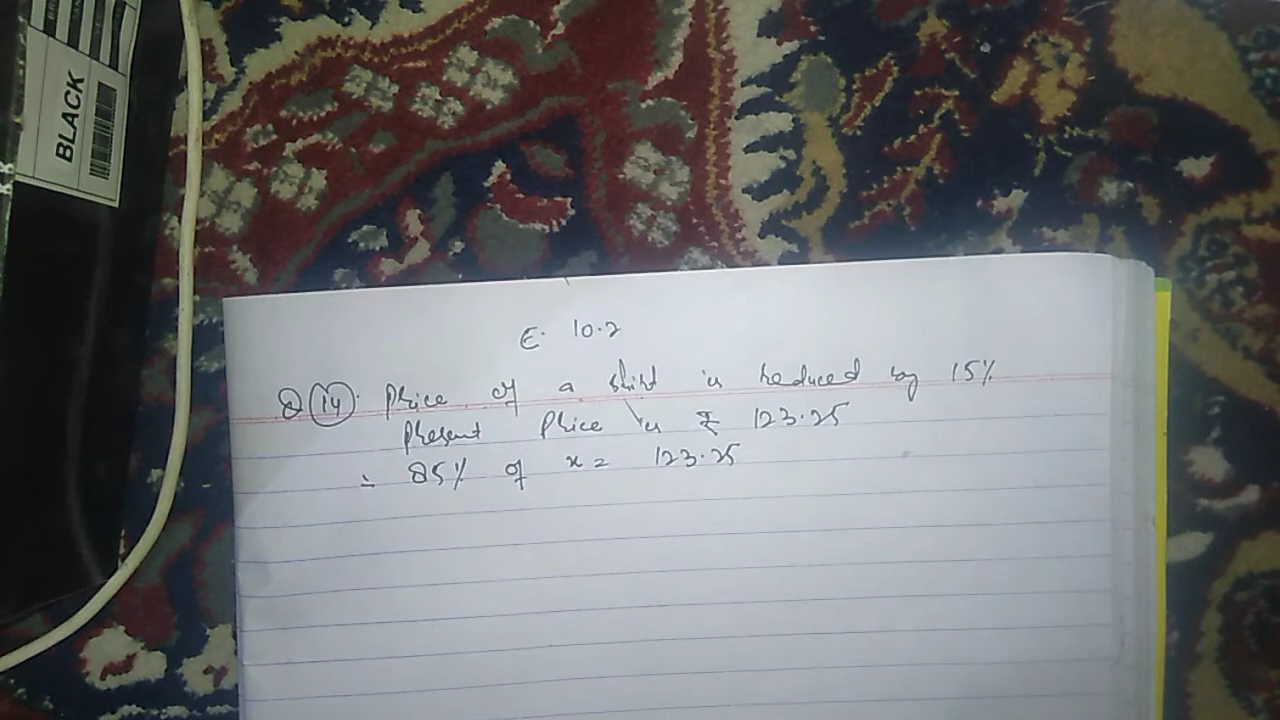 BLACK
E. 10.2
Q 14. Price of a shirt is reduced by 15%
Present Price is ₹ 123.25
= 85% of x = 123.25